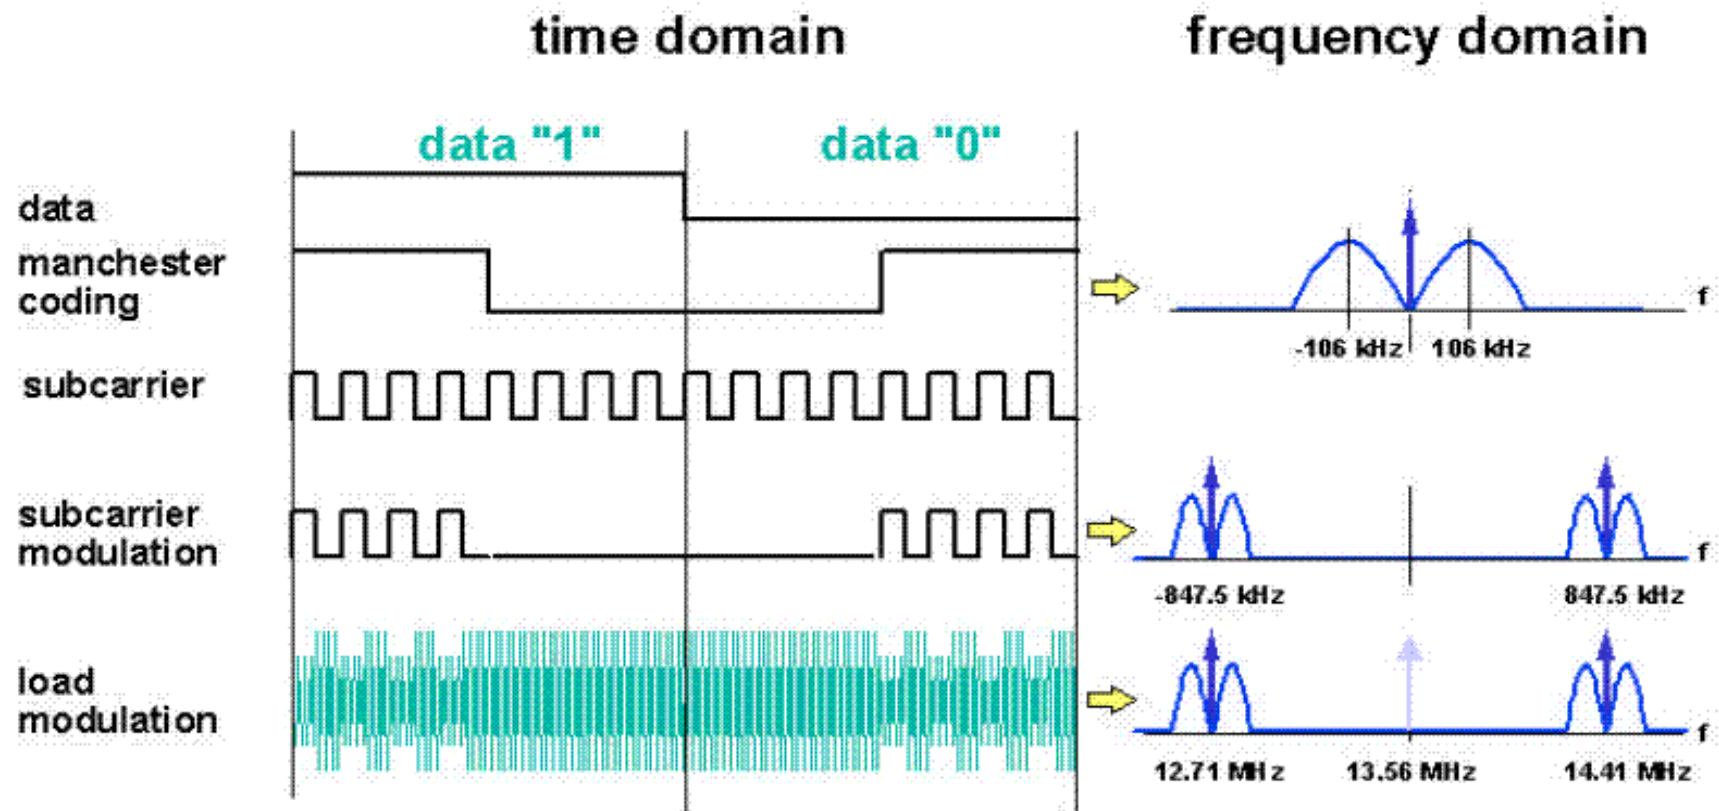 time domain
frequency domain
data "1"
data "0"
data
manchester
coding
f
-106 kHz
106 kHz
subcarrier
subcarrier
modulation
f
-847.5 kHz
847.5 kHz
load
modulation
f
12.71 MHz
13.56 MHz
14.41 MHz